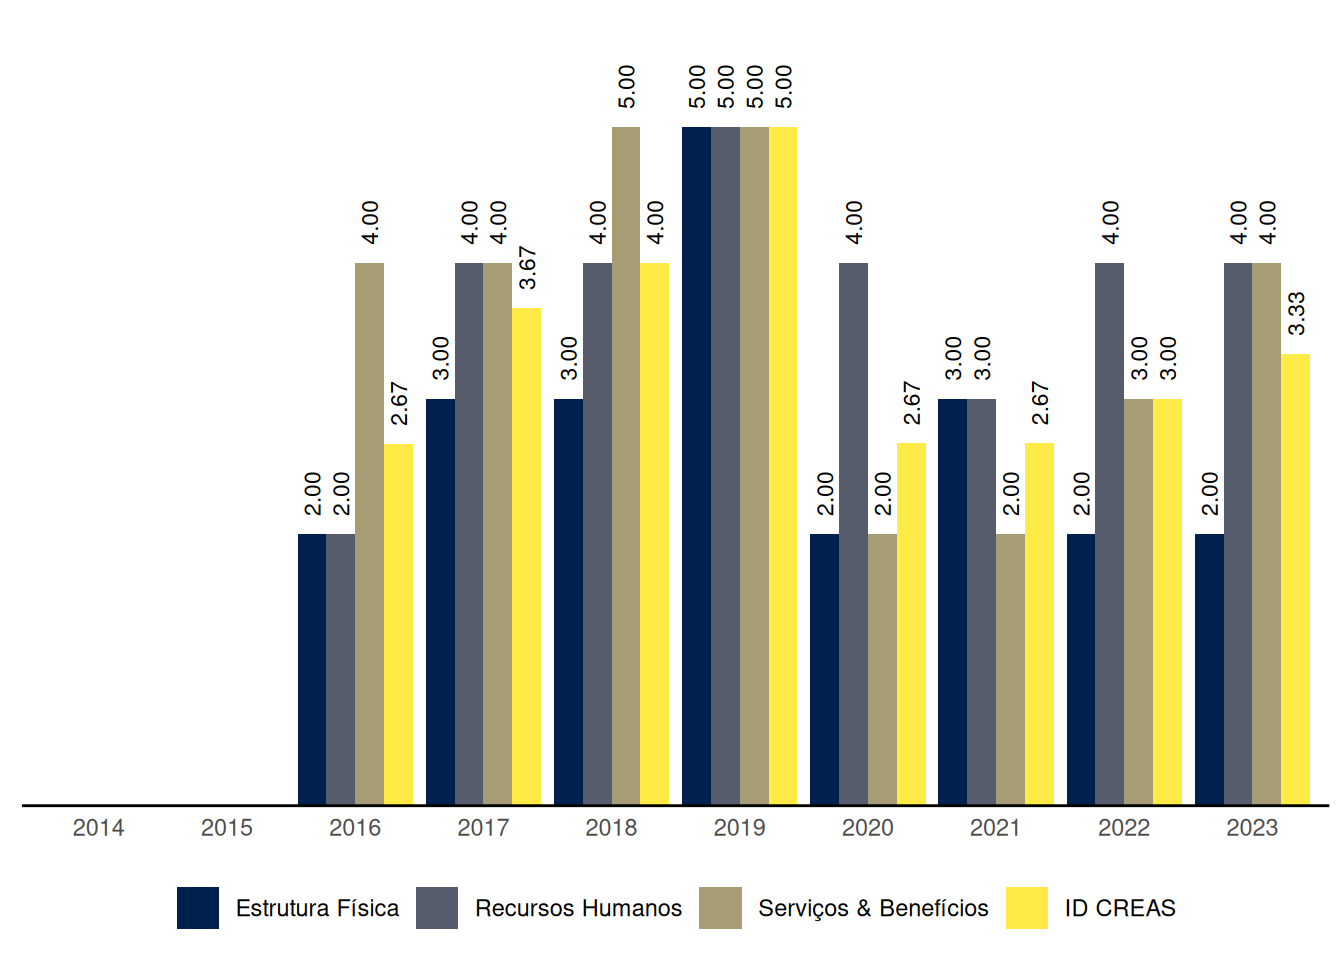 5.00 5.00 5.00 5.00 5.00
4.00 4.00 4.00 4.00 4.00 4.00 4.00 4.00 4.00
3.67
3.33
3.00 3.00 3.00 3.00 3.00 3.00
2.67 2.67 2.67
2.00 2.00 2.00 2.00 2.00 2.00 2.00
2014 2015 2016 2017 2018 2019 2020 2021 2022 2023
Estrutura Física Recursos Humanos Serviços & Benefícios ID CREAS